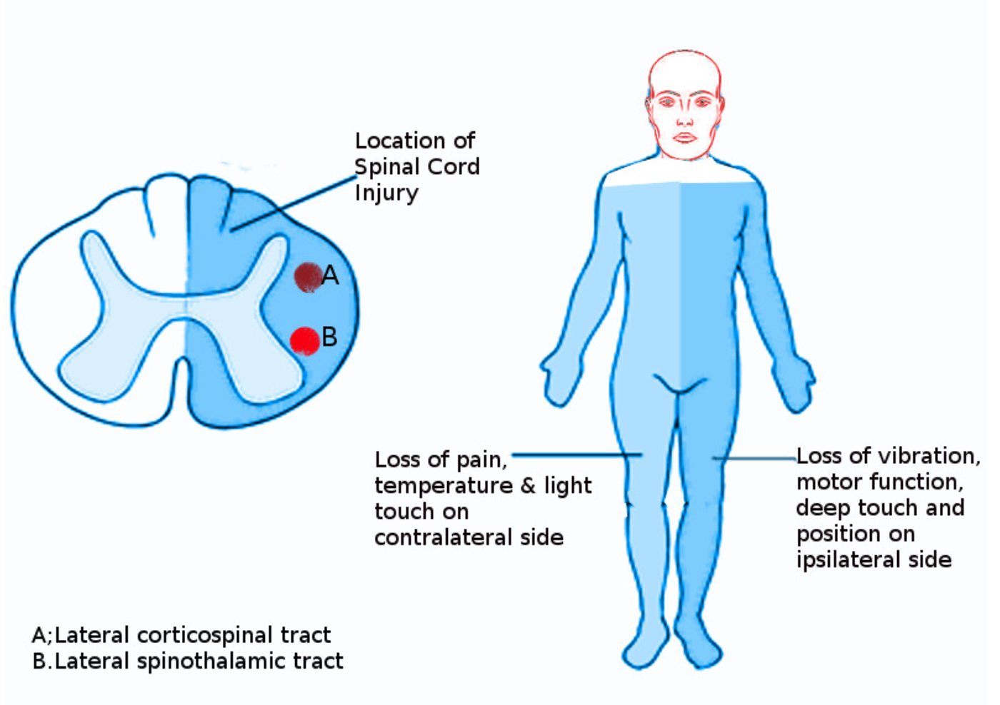 Location of
Spinal Cord
Injury
A
B
Loss of pain,
temperature & light
touch on
contralateral side
Loss of vibration,
motor function,
deep touch and
position on
ipsilateral side
A;Lateral corticospinal tract
B.Lateral spinothalamic tract